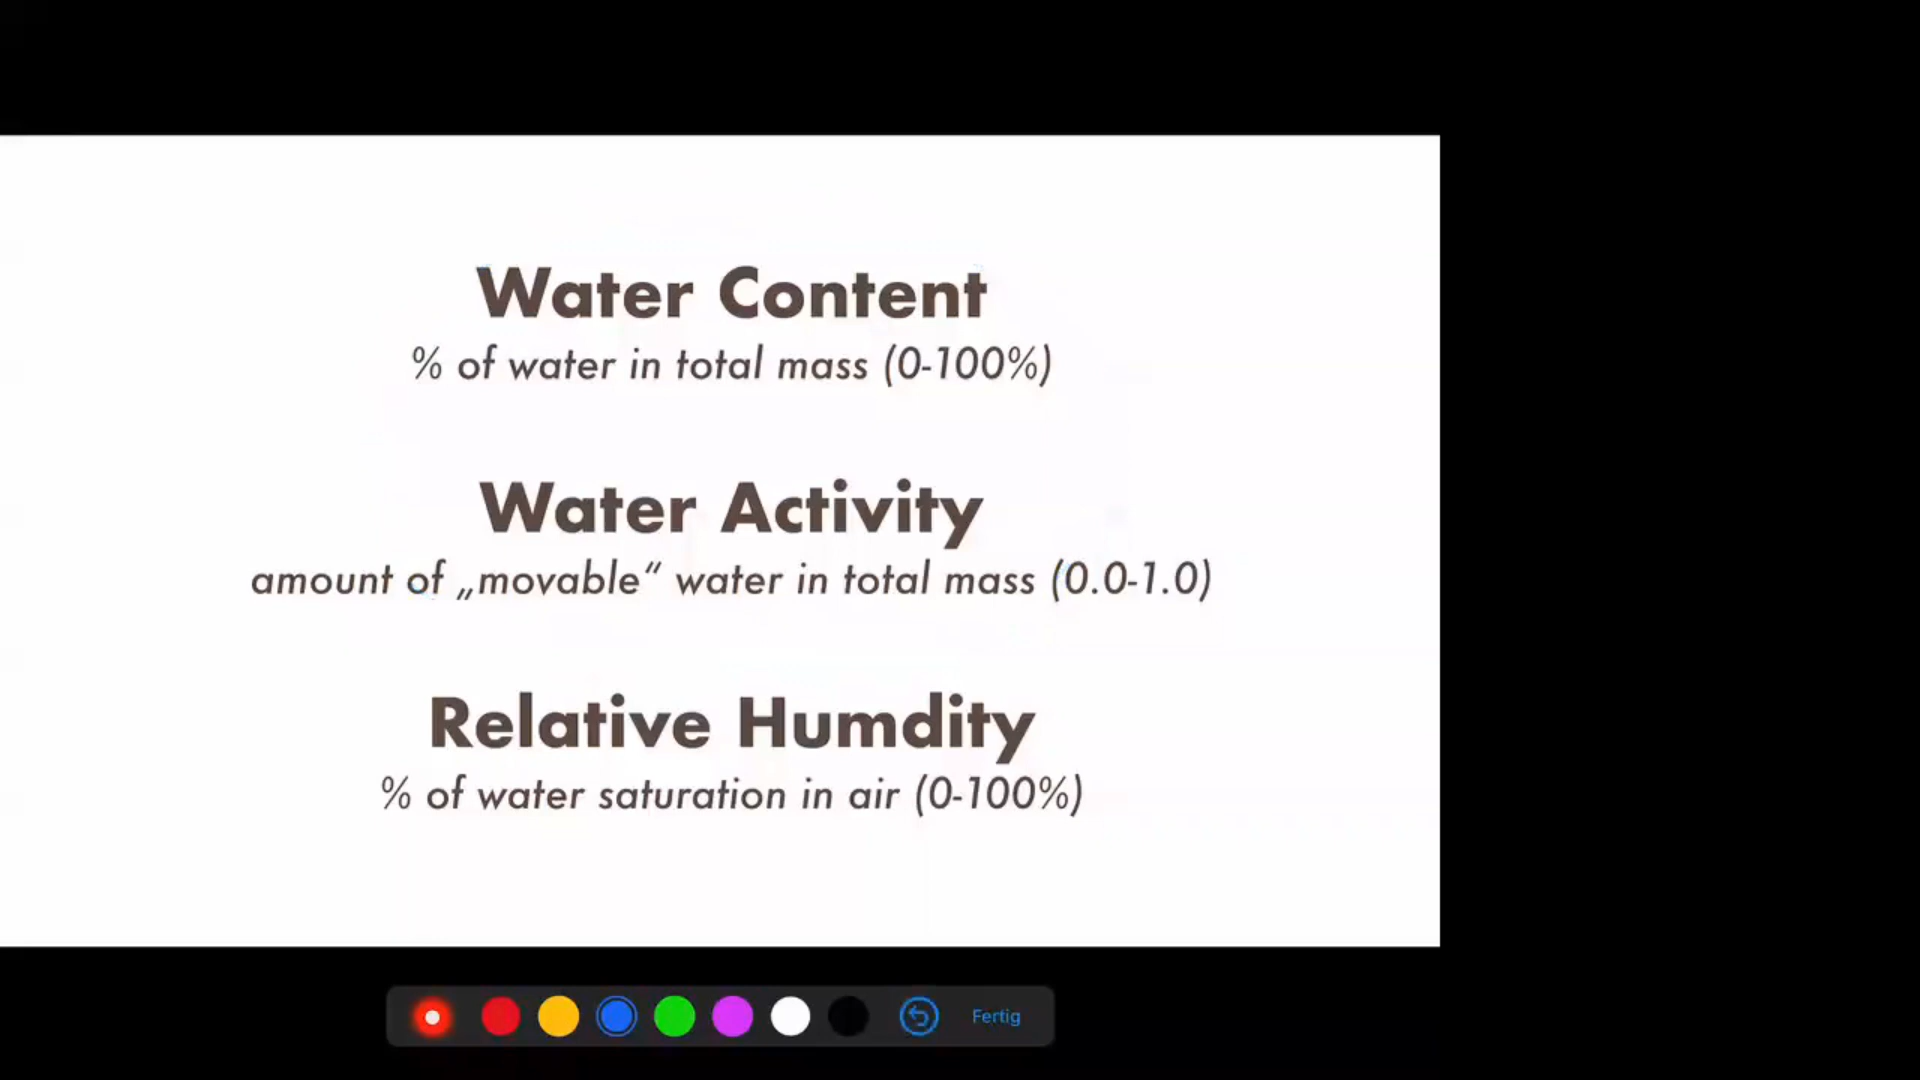 Water Content
% of water in total mass (0-100%)
Water Activity
amount of „movable“ water in total mass (0.0-1.0)
Relative Humdity
% of water saturation in air (0-100%)
Fertig